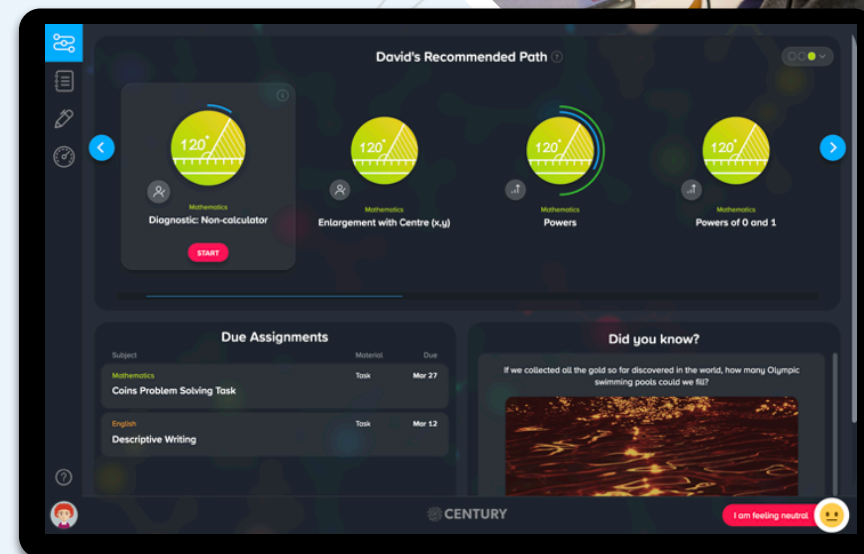 David's Recommended Path
120°
Mathematics
Diagnostic: Non-calculator
START
120°
Mathematics
Enlargement with Centre (x,y)
120°
Mathematics
Powers
120°
Mathematics
Powers of 0 and 1
Due Assignments
Subject Material Due
Mathematics Task Mar 27
Coins Problem Solving Task
English Task Mar 12
Descriptive Writing
Did you know?
If we collected all the gold so far discovered in the world, how many Olympic
swimming pools could we fill?
CENTURY
I am feeling neutral